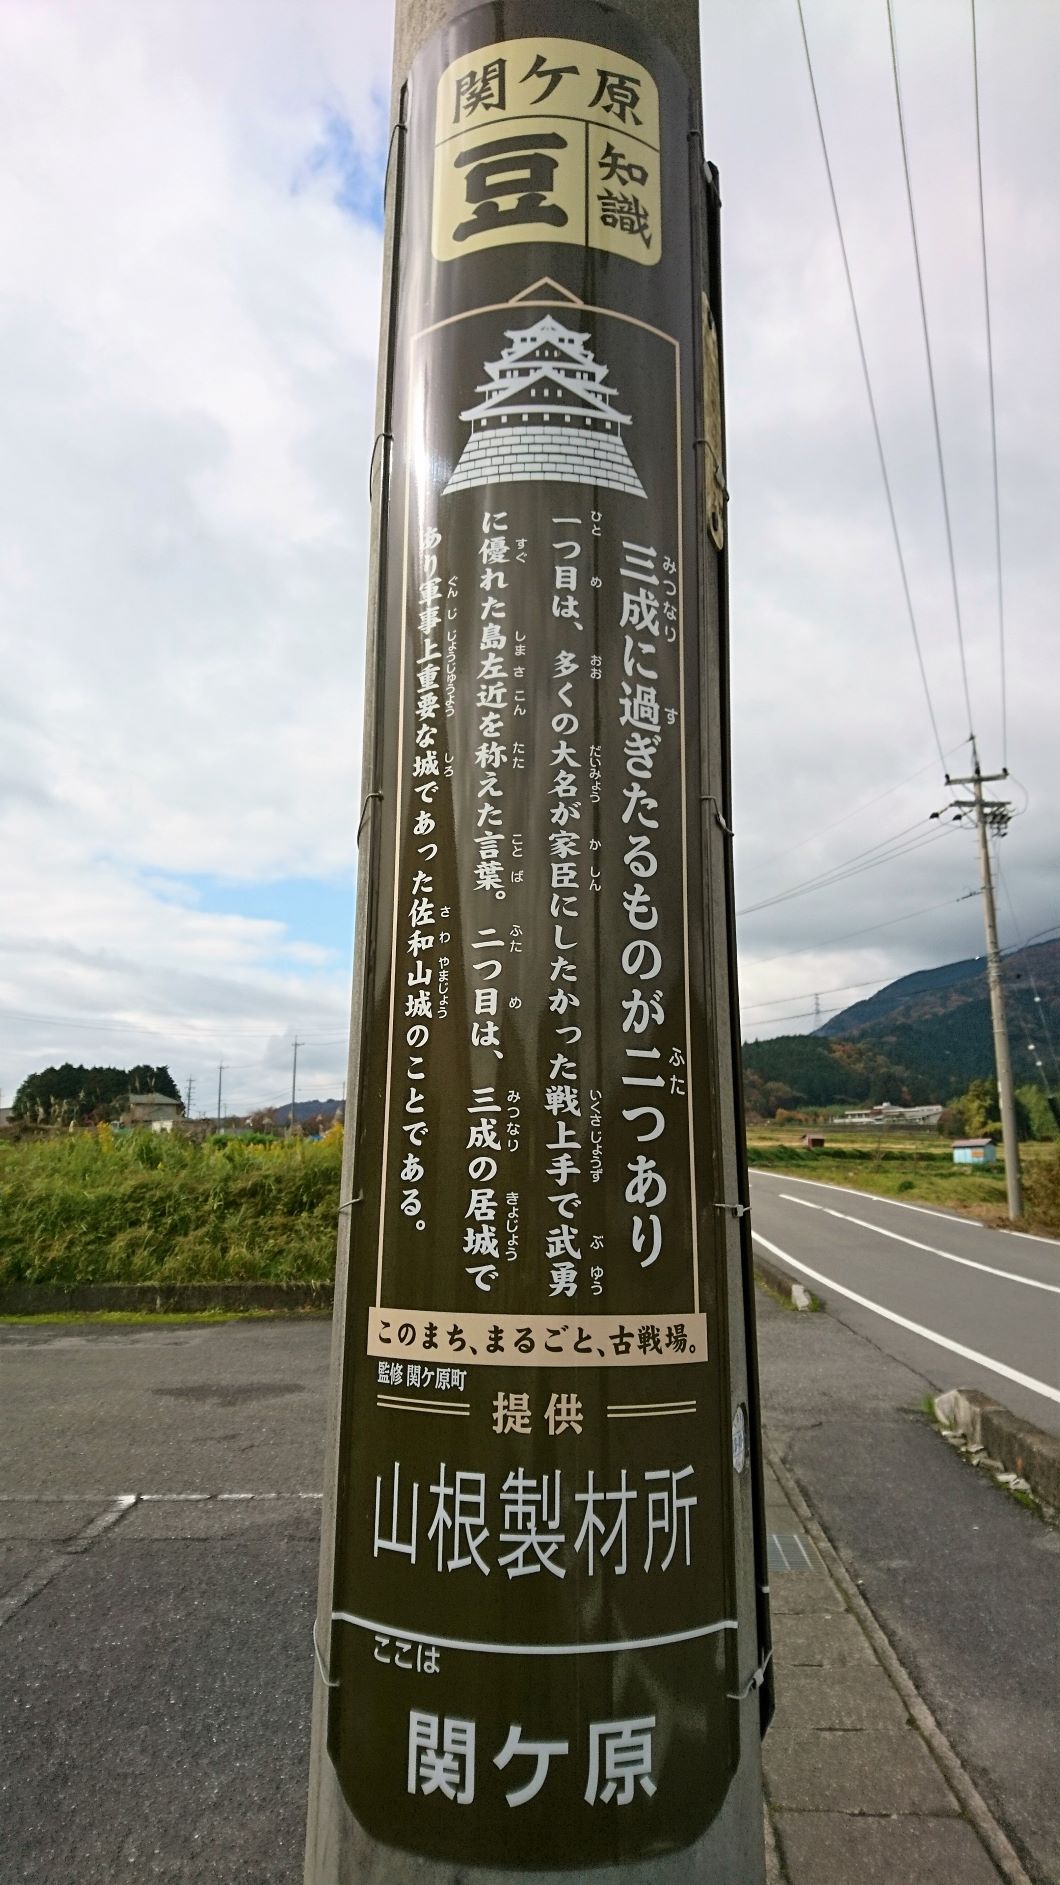 関ケ原
豆知識
三成に過ぎたるものが二つあり
一つ目は、多くの大名が家臣にしたかった戦上手で武勇
に優れた島左近を称えた言葉。二つ目は、三成の居城で
あり軍事上重要な城であった佐和山城のことである。
このまち、まるごと、古戦場。
監修 関ケ原町
提供
山根製材所
ここは
関ケ原